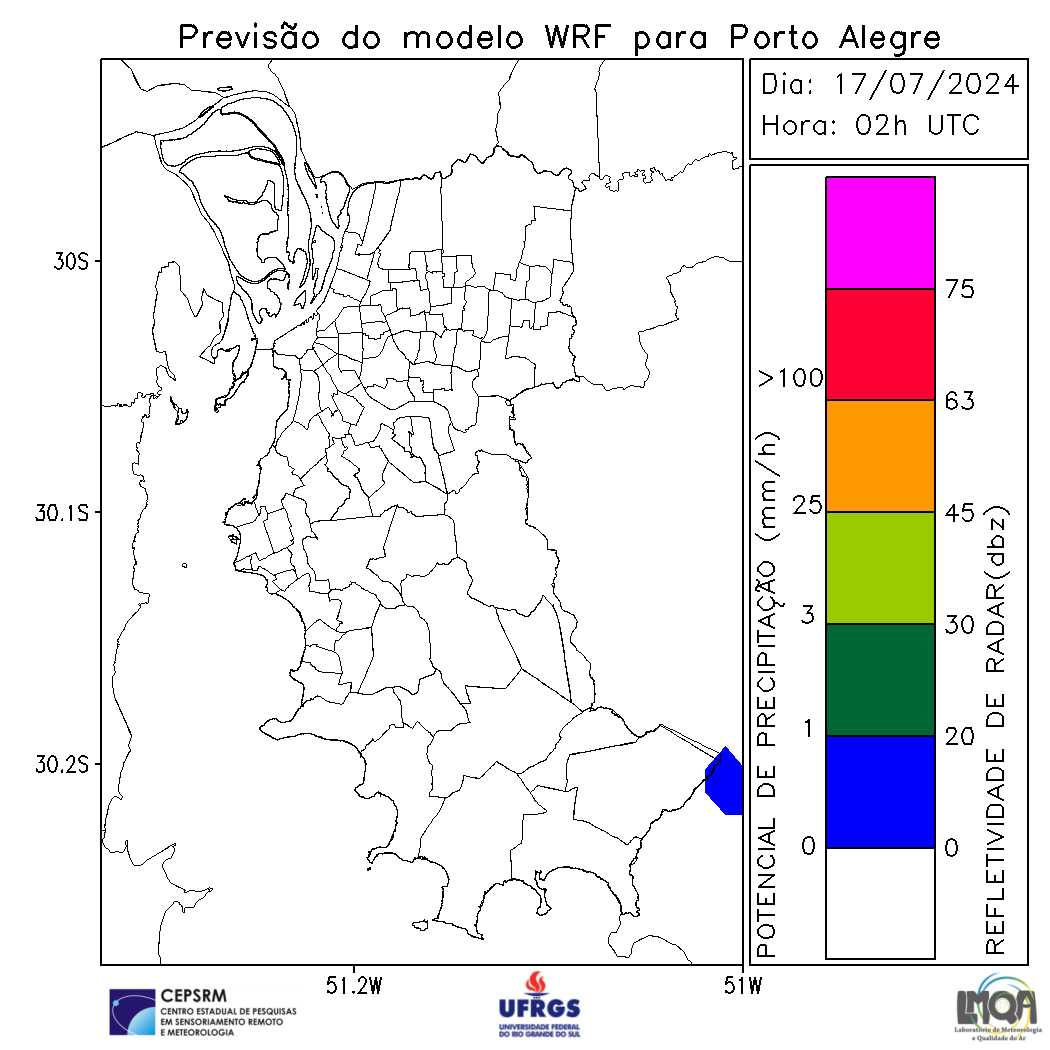 Previsão do modelo WRF para Porto Alegre
Dia: 17/07/2024
Hora: 02h UTC
30S
30.1S
30.2S
51.2W
51W
POTENCIAL DE PRECIPITAÇÃO (mm/h)
>100
25
3
1
0
75
63
45
30
20
0
REFLETIVIDADE DE RADAR(dbz)
CEPSRM
CENTRO ESTADUAL DE PESQUISAS
EM SENSORIAMENTO REMOTO
E METEOROLOGIA
UFRGS
UNIVERSIDADE FEDERAL
DO RIO GRANDE DO SUL
LMQA
Laboratório de Meteorologia
e Qualidade do Ar